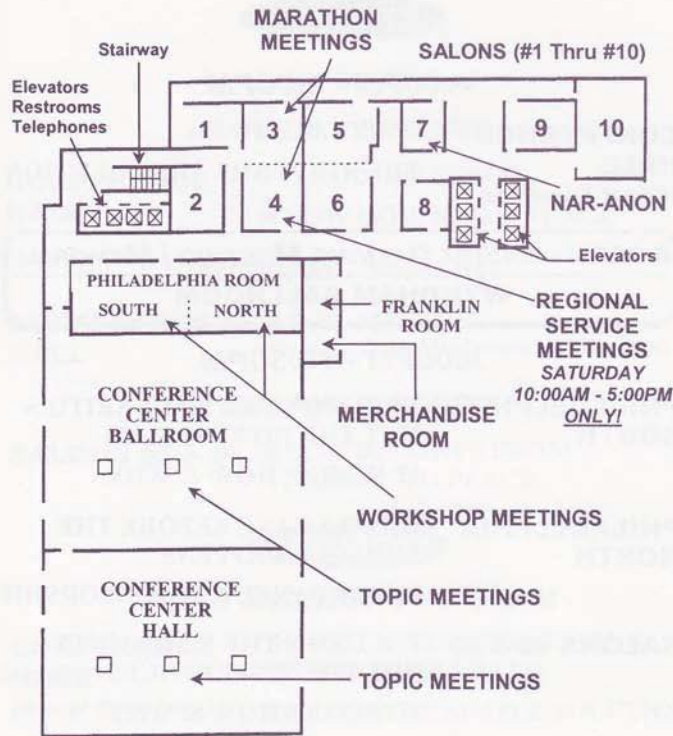 MARATHON
MEETINGS
Stairway
SALONS (#1 Thru #10)
Elevators
Restrooms
Telephones
1
3
5
7
9
10
2
4
6
8
NAR-ANON
Elevators
PHILADELPHIA ROOM
SOUTH
NORTH
FRANKLIN
ROOM
REGIONAL
SERVICE
MEETINGS
SATURDAY
10:00AM - 5:00PM
ONLY!
CONFERENCE
CENTER
BALLROOM
MERCHANDISE
ROOM
WORKSHOP MEETINGS
CONFERENCE
CENTER
HALL
TOPIC MEETINGS
TOPIC MEETINGS